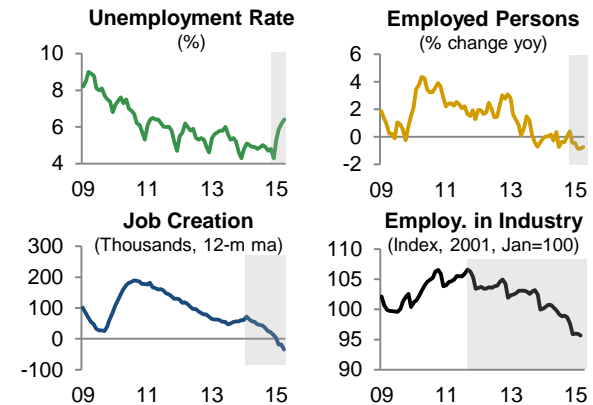 Unemployment Rate
(%)
10
8
6
4
09 11 13 15
Employed Persons
(% change yoy)
6
4
2
0
-2
09 11 13 15
Job Creation
(Thousands, 12-m ma)
300
200
100
0
-100
09 11 13 15
Employ. in Industry
(Index, 2001, Jan=100)
110
105
100
95
90
09 11 13 15